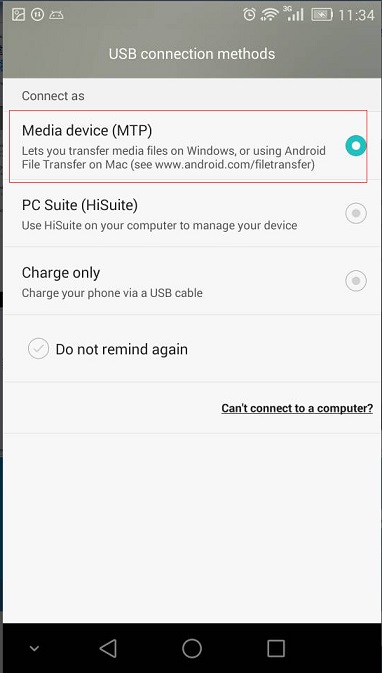 3G 11:34
USB connection methods
Connect as
Media device (MTP)
Lets you transfer media files on Windows, or using Android
File Transfer on Mac (see www.android.com/filetransfer)
PC Suite (HiSuite)
Use HiSuite on your computer to manage your device
Charge only
Charge your phone via a USB cable
Do not remind again
Can't connect to a computer?